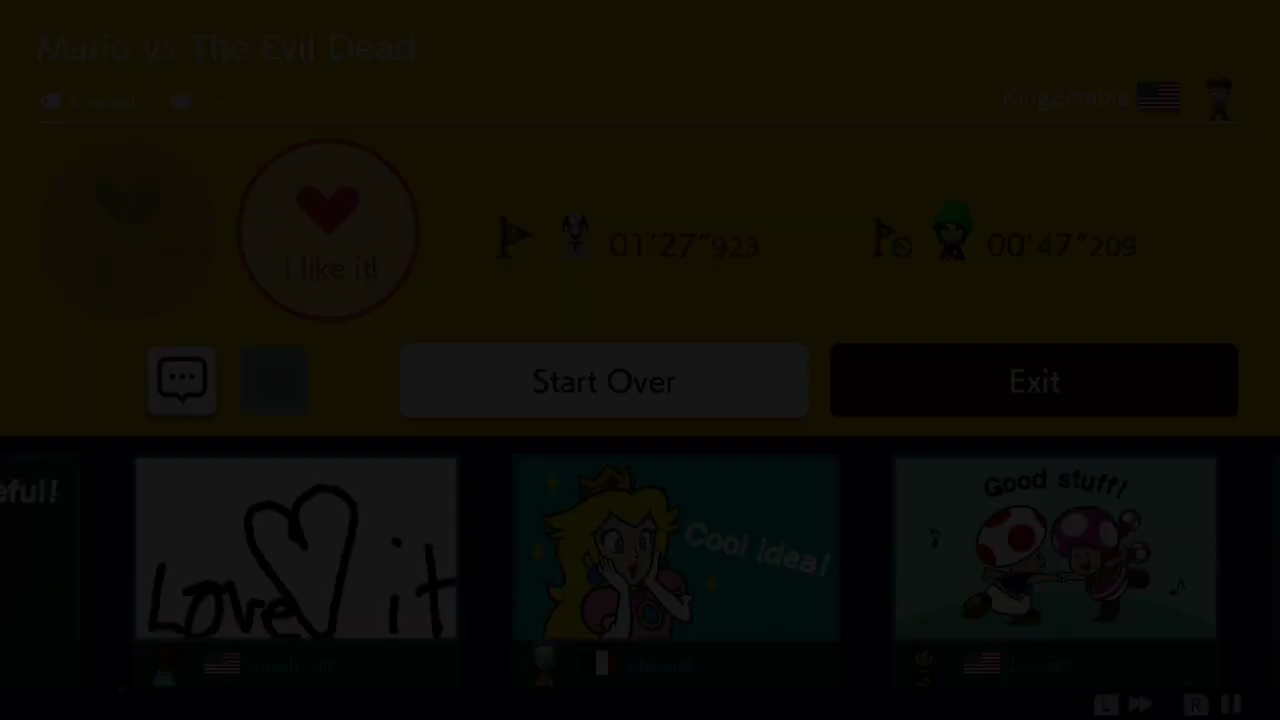 Mario vs The Evil Dead
I like it!
01'27"923
00'47"209
Start Over
Exit
eful!
Love it
Cool idea!
Good stuff!
L
R